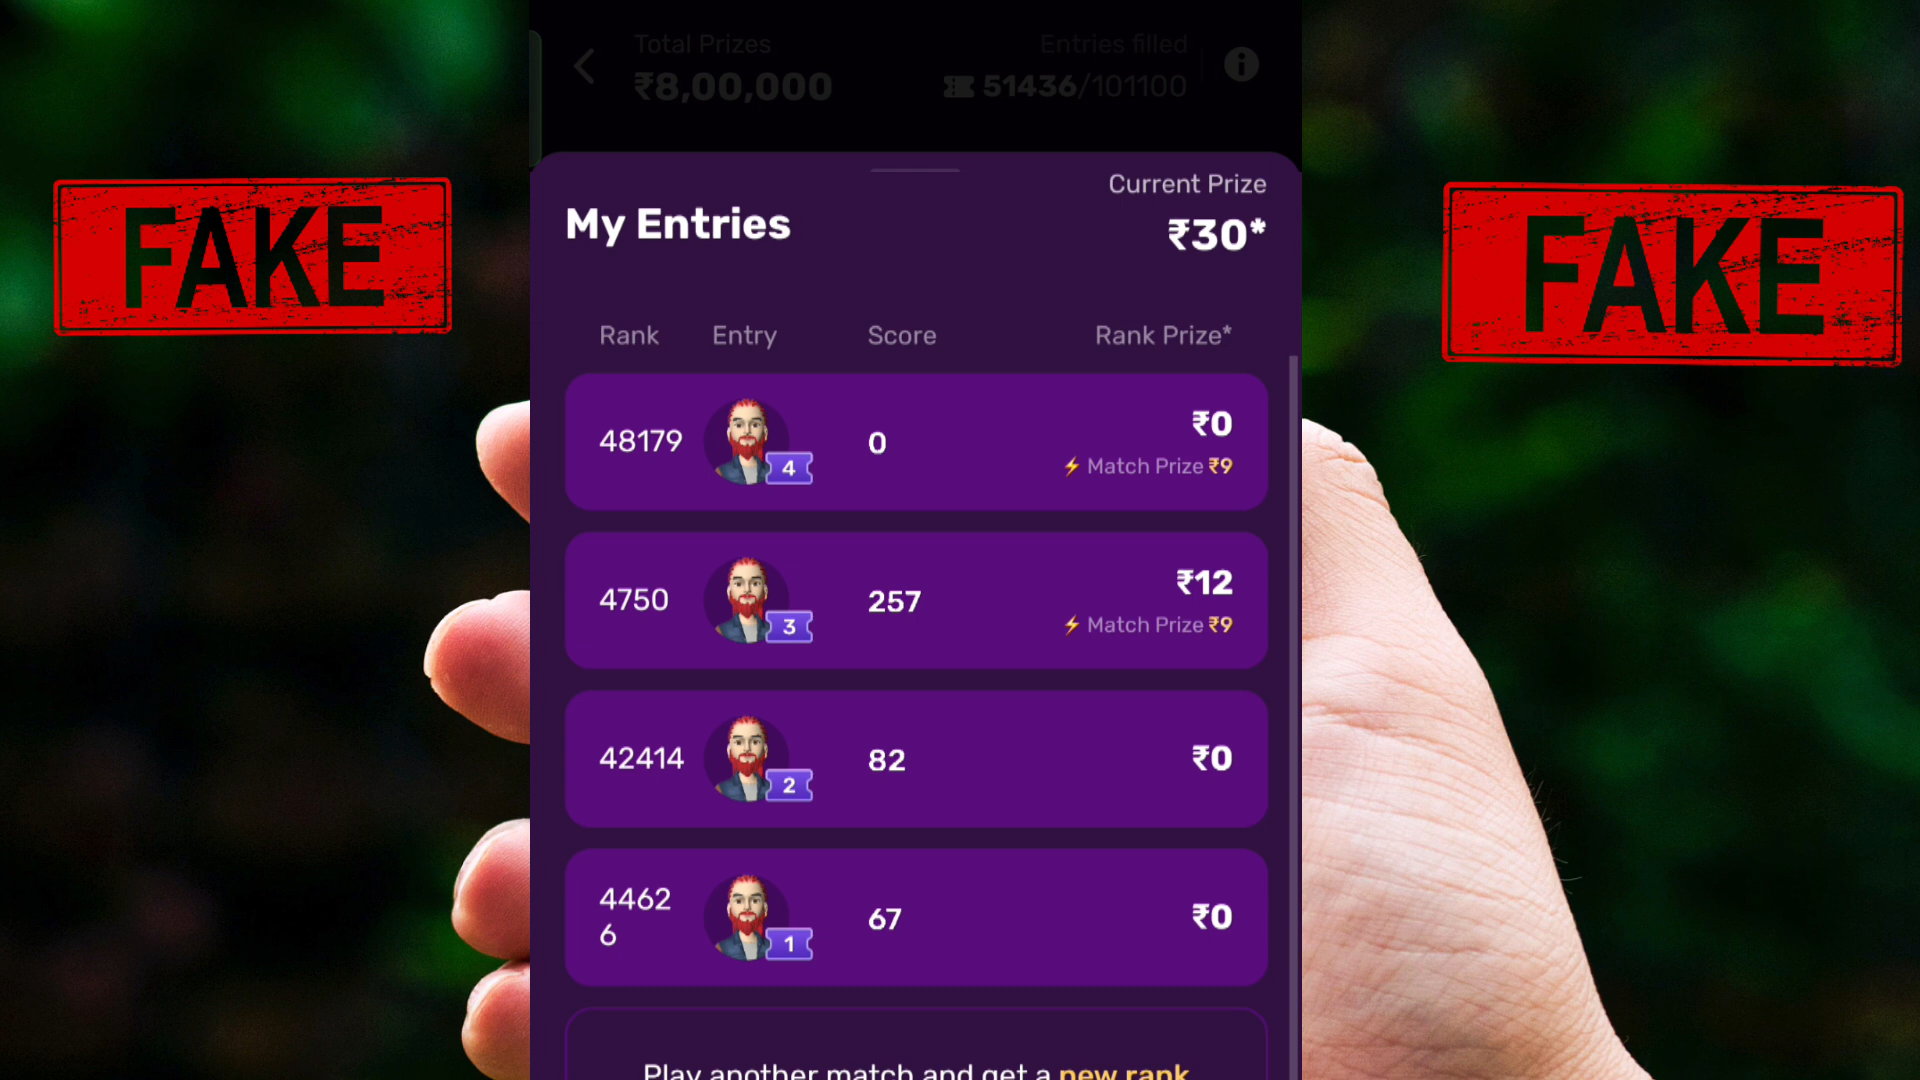 Total Prizes
Entries filled
₹8,00,000
51436/101100
FAKE
FAKE
Current Prize
My Entries
₹30*
Rank Entry Score Rank Prize*
48179 4 0 ₹0
Match Prize ₹9
4750 3 257 ₹12
Match Prize ₹9
42414 2 82 ₹0
4462
6
1 67 ₹0
Play another match and get a new rank